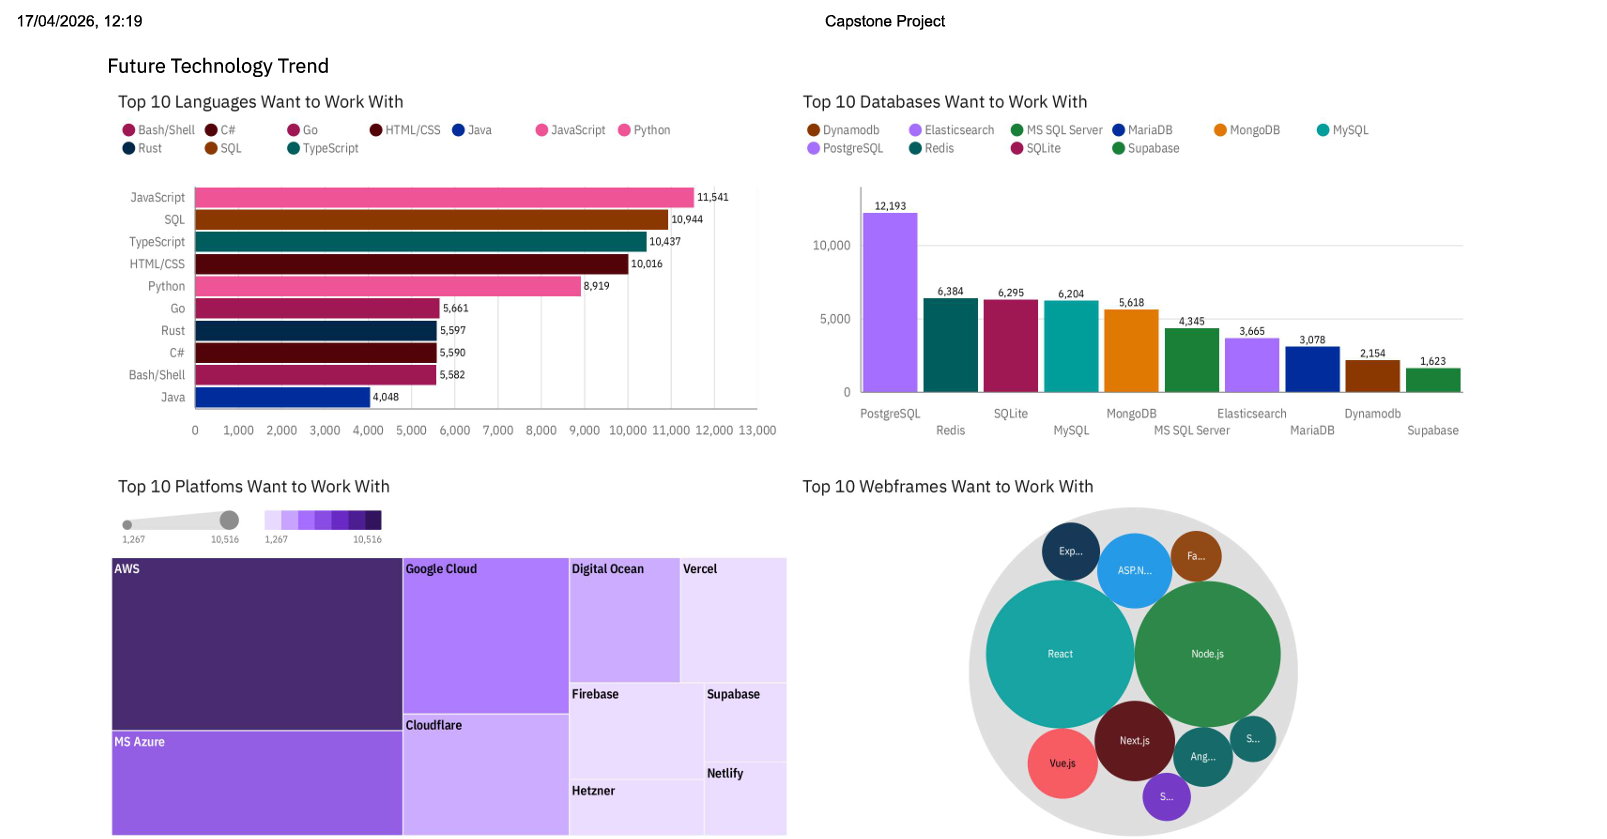 17/04/2026, 12:19
Capstone Project
Future Technology Trend
Top 10 Languages Want to Work With
Bash/Shell C# Go HTML/CSS Java JavaScript Python
Rust SQL TypeScript
JavaScript 11,541
SQL 10,944
TypeScript 10,437
HTML/CSS 10,016
Python 8,919
Go 5,661
Rust 5,597
C# 5,590
Bash/Shell 5,582
Java 4,048
0 1,000 2,000 3,000 4,000 5,000 6,000 7,000 8,000 9,000 10,000 11,000 12,000 13,000
Top 10 Databases Want to Work With
Dynamodb Elasticsearch MS SQL Server MariaDB MongoDB MySQL
PostgreSQL Redis SQLite Supabase
10,000
5,000
0
12,193 6,384 6,295 6,204 5,618 4,345 3,665 3,078 2,154 1,623
PostgreSQL SQLite MongoDB Elasticsearch Dynamodb
Redis MySQL MS SQL Server MariaDB Supabase
Top 10 Platfoms Want to Work With
1,267 10,516 1,267 10,516
AWS
MS Azure
Google Cloud
Cloudflare
Digital Ocean
Vercel
Firebase
Supabase
Hetzner
Netlify
Top 10 Webframes Want to Work With
Exp...
ASP.N...
Fa...
React
Node.js
Next.js
Vue.js
Ang...
S...
S...